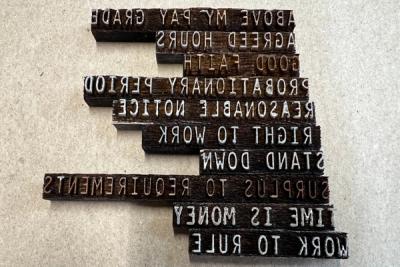 ABOVE MY PAY GRADE
AGREED HOURS
GOOD FAITH
PROBATIONARY PERIOD
REASONABLE NOTICE
RIGHT TO WORK
STAND DOWN
SURPLUS TO REQUIREMENTS
TIME IS MONEY
WORK TO RULE